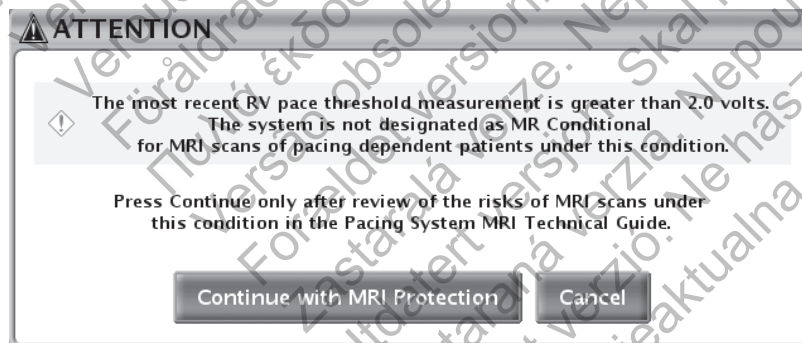 ATTENTION
The most recent RV pace threshold measurement is greater than 2.0 volts.
The system is not designated as MR Conditional
for MRI scans of pacing dependent patients under this condition.
Press Continue only after review of the risks of MRI scans under
this condition in the Pacing System MRI Technical Guide.
Continue with MRI Protection
Cancel